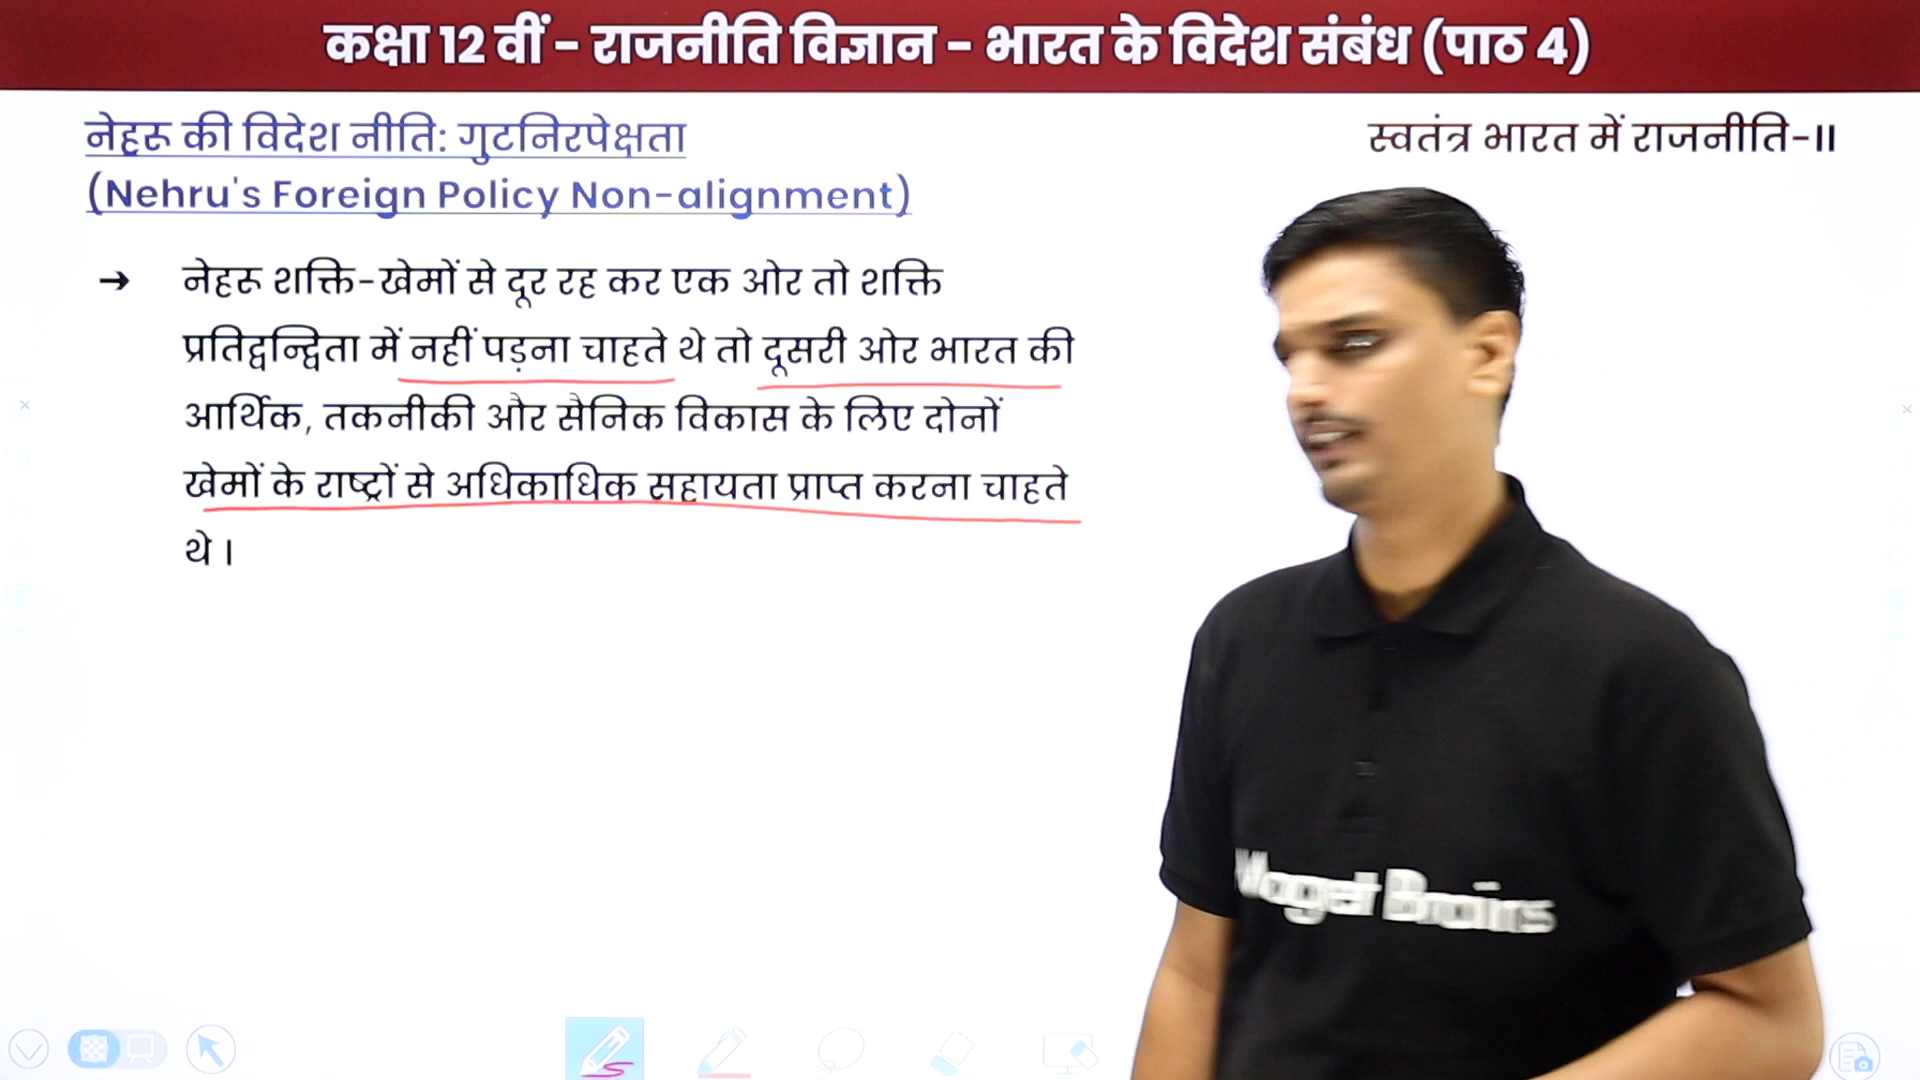 कक्षा 12 वीं - राजनीति विज्ञान - भारत के विदेश संबंध (पाठ 4)
नेहरू की विदेश नीति: गुटनिरपेक्षता
(Nehru's Foreign Policy Non-alignment)
स्वतंत्र भारत में राजनीति-II
→ नेहरू शक्ति-खेमों से दूर रह कर एक ओर तो शक्ति
प्रतिद्वन्द्विता में नहीं पड़ना चाहते थे तो दूसरी ओर भारत की
आर्थिक, तकनीकी और सैनिक विकास के लिए दोनों
खेमों के राष्ट्रों से अधिकाधिक सहायता प्राप्त करना चाहते
थे ।
Maget Brains